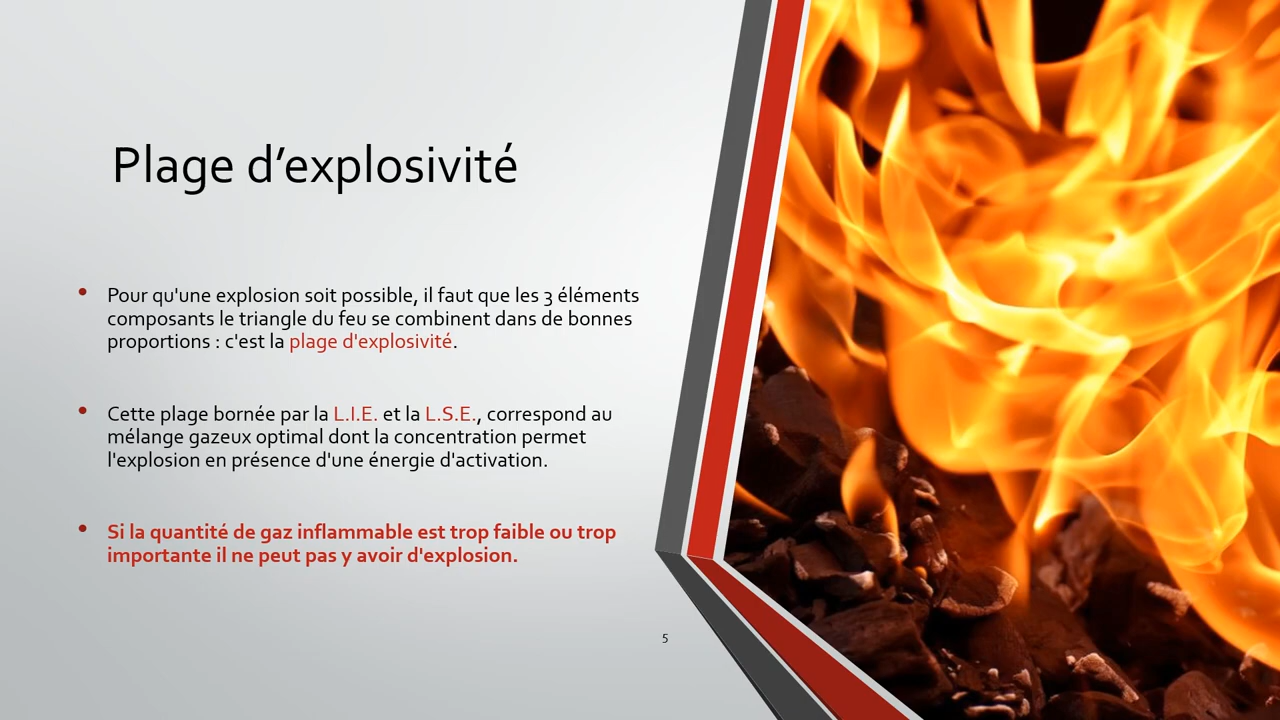 Plage d’explosivité
• Pour qu'une explosion soit possible, il faut que les 3 éléments
composants le triangle du feu se combinent dans de bonnes
proportions : c'est la plage d'explosivité.
• Cette plage bornée par la L.I.E. et la L.S.E., correspond au
mélange gazeux optimal dont la concentration permet
l'explosion en présence d'une énergie d'activation.
• Si la quantité de gaz inflammable est trop faible ou trop
importante il ne peut pas y avoir d'explosion.
5